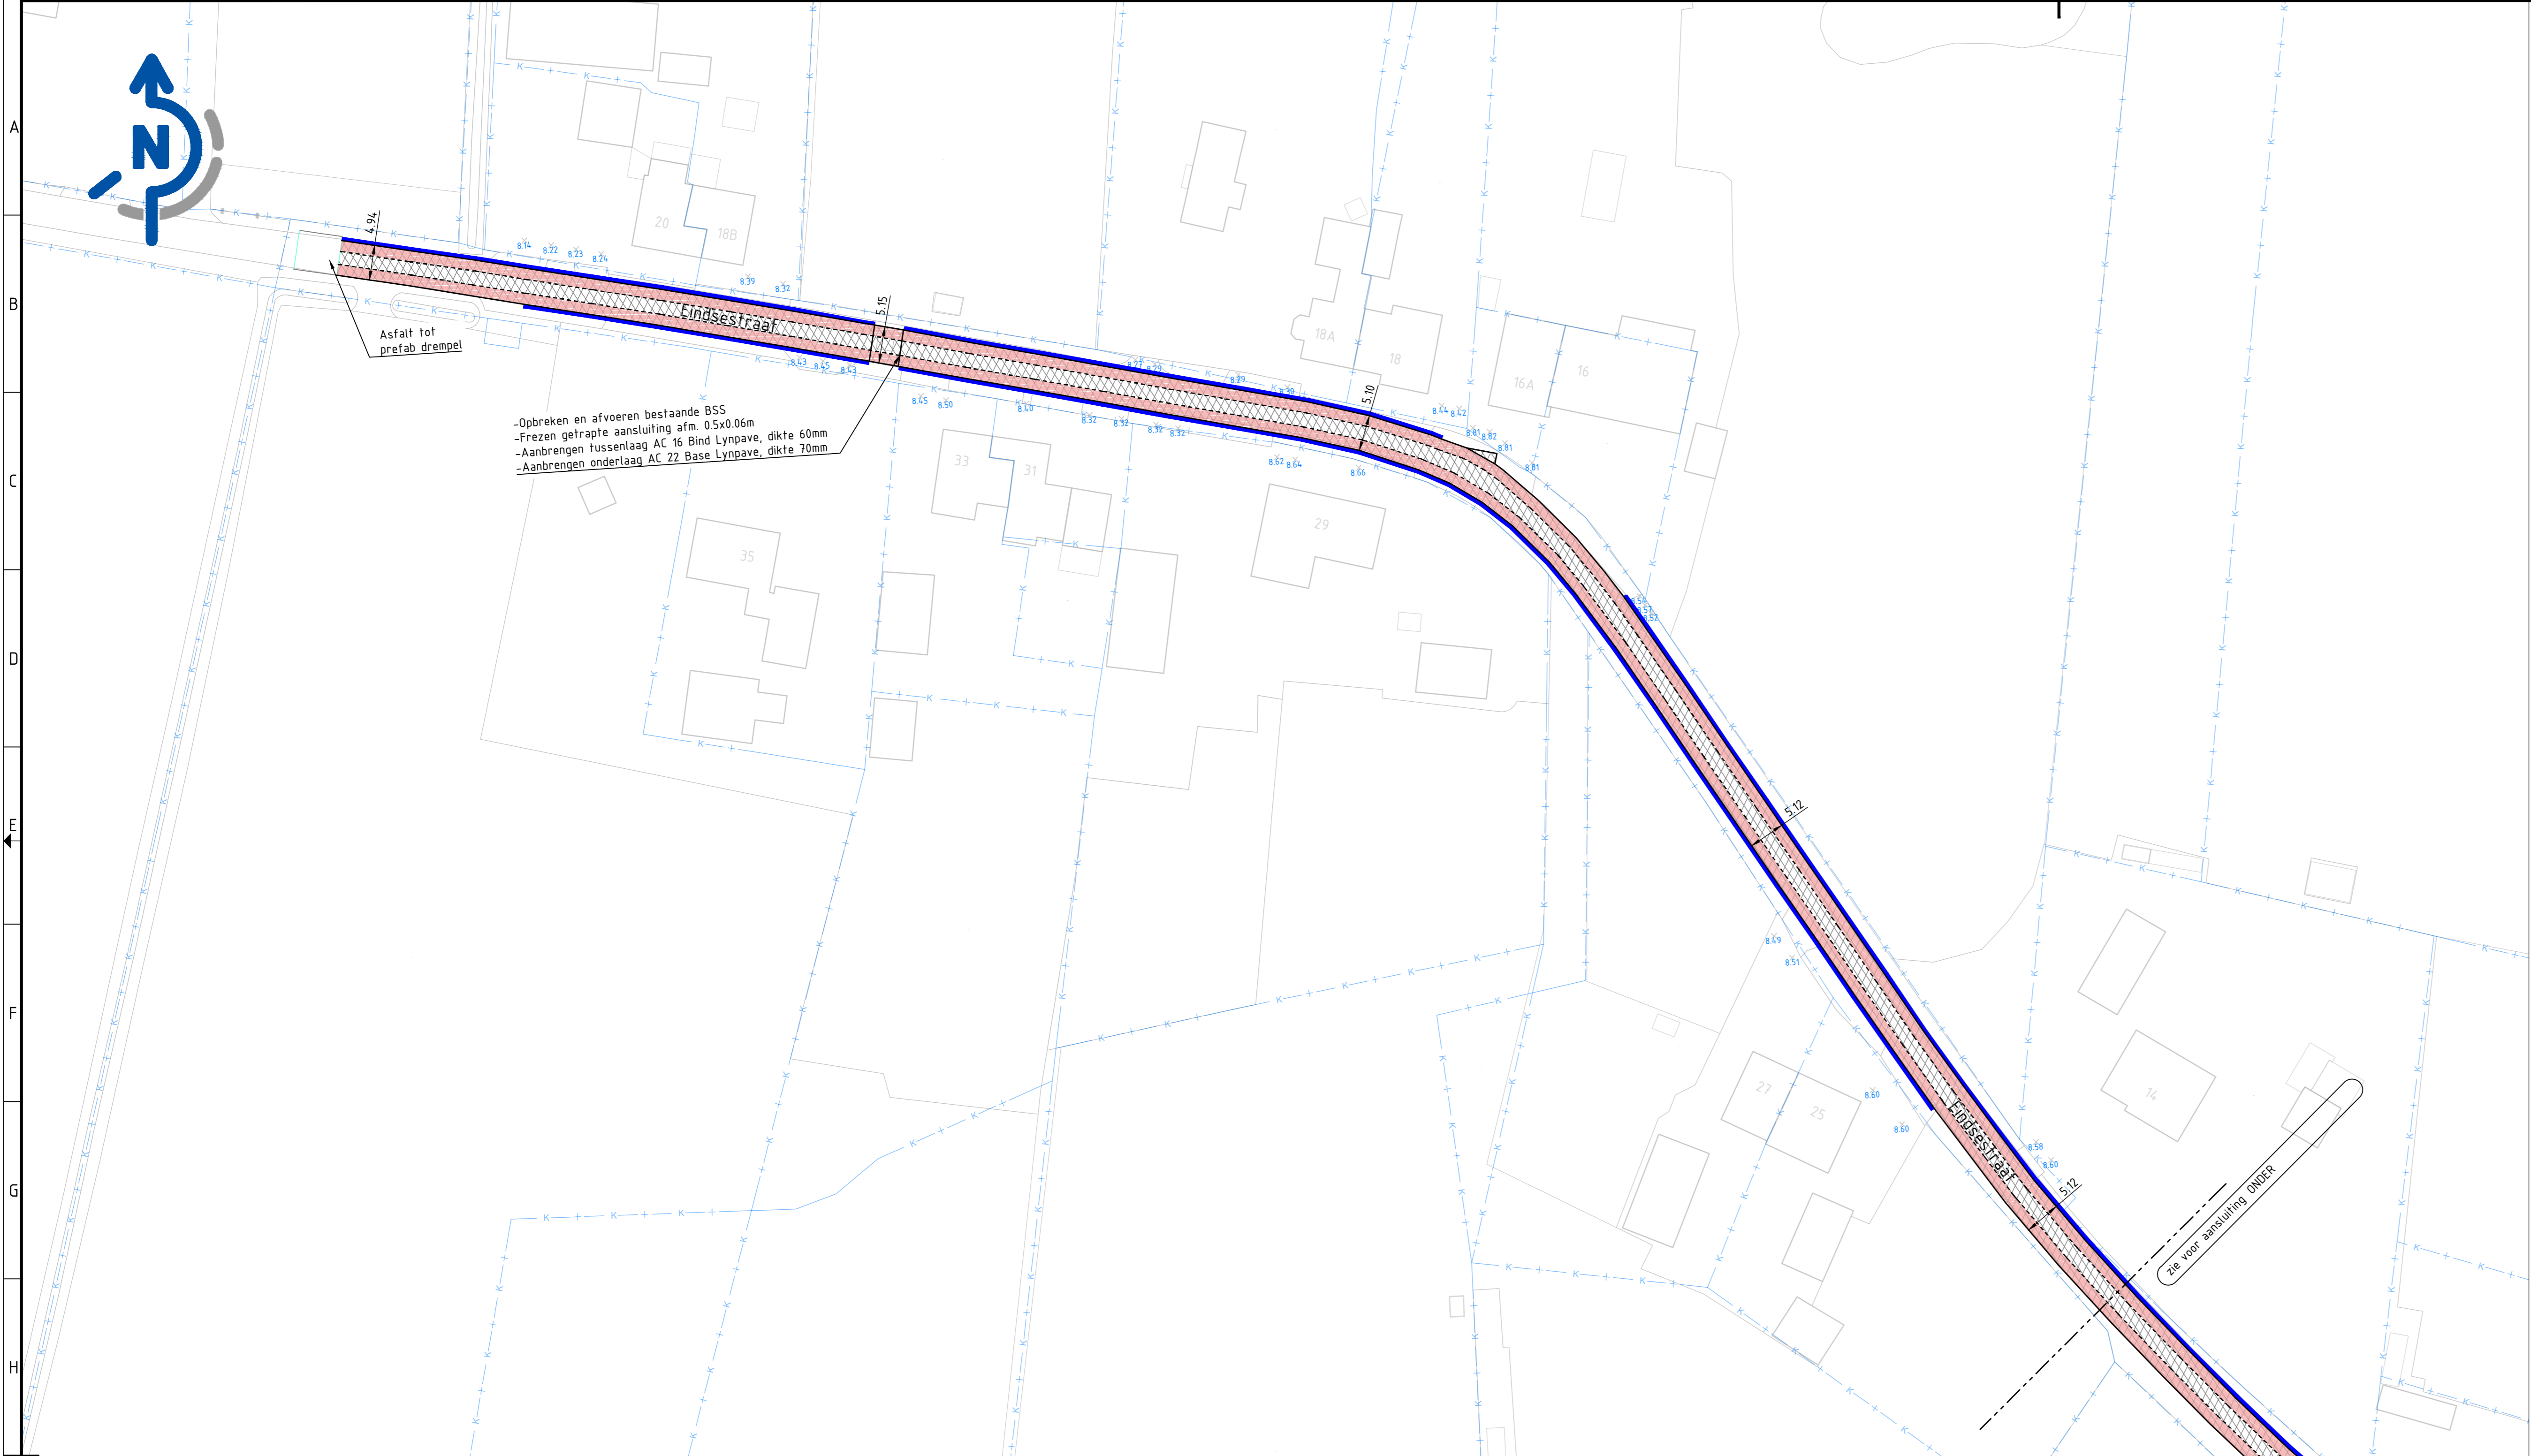 A
B
C
D
E
F
G
H
N
4.94
8.14
8.22
8.23
8.24
8.39
8.32
20
18B
Eindsestraat
5.15
Asfalt tot
prefab drempel
8.43
8.45
8.43
-Opbreken en afvoeren bestaande BSS
-Frezen getrapte aansluiting afm. 0.5x0.06m
-Aanbrengen tussenlaag AC 16 Bind Lynpave, dikte 60mm
-Aanbrengen onderlaag AC 22 Base Lynpave, dikte 70mm
8.45
8.50
8.40
8.32
8.32
8.32
8.32
8.29
8.29
18A
18
16A
16
5.10
8.44
8.42
8.81
8.82
8.81
8.81
8.62
8.64
8.66
33
31
29
35
8.57
8.52
5.12
8.49
8.51
27
25
8.60
8.60
14
Eindsestraat
8.58
8.60
5.12
zie voor aansluiting ONDER